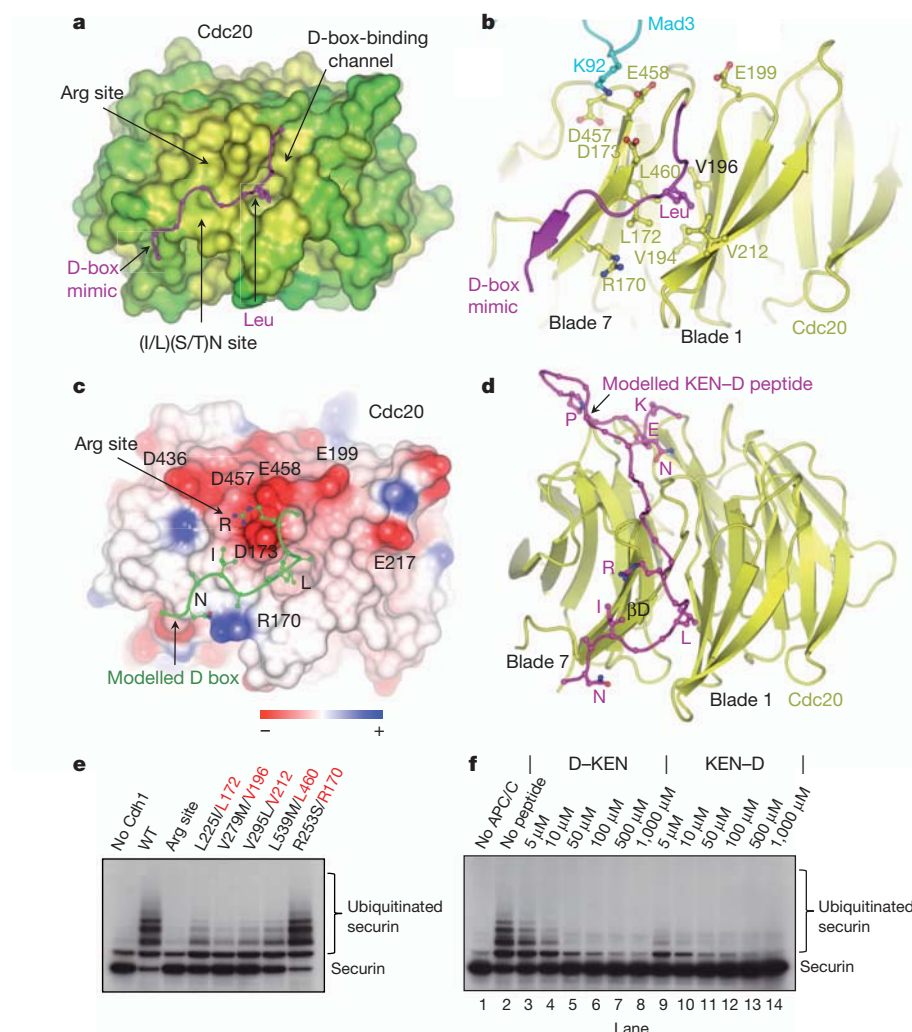 a
Cdc20
D-box-binding
channel
Arg site
D-box
mimic
Leu
(I/L)(S/T)N site
b
Mad3
K92
E458
E199
D457
D173
L460
V196
Leu
L172
V194
V212
R170
D-box
mimic
Blade 7
Blade 1
Cdc20
c
Cdc20
Arg site
D436
D457
E458
E199
R
D173
I
L
E217
N
R170
Modelled D box
–
+
d
Modelled KEN–D peptide
P
K
E
N
R
I
βD
L
Blade 7
N
Blade 1
Cdc20
e
No Cdh1
WT
Arg site
L225I/L172
V279M/V196
V295L/V212
L539M/L460
R253S/R170
Ubiquitinated
securin
Securin
f
D–KEN
KEN–D
No APC/C
No peptide
5 µM
10 µM
50 µM
100 µM
500 µM
1,000 µM
5 µM
10 µM
50 µM
100 µM
500 µM
1,000 µM
Ubiquitinated
securin
Securin
1 2 3 4 5 6 7 8 9 10 11 12 13 14
Lane